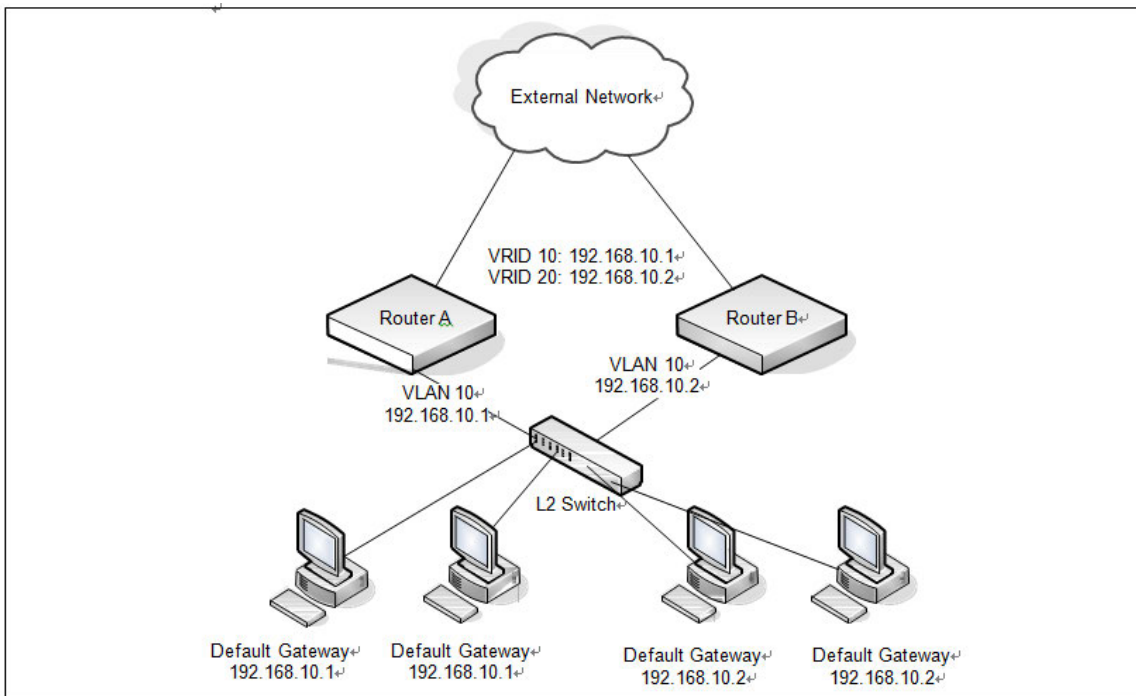 External Network
VRID 10: 192.168.10.1
VRID 20: 192.168.10.2
Router A
Router B
VLAN 10
192.168.10.1
VLAN 10
192.168.10.2
L2 Switch
Default Gateway
192.168.10.1
Default Gateway
192.168.10.1
Default Gateway
192.168.10.2
Default Gateway
192.168.10.2